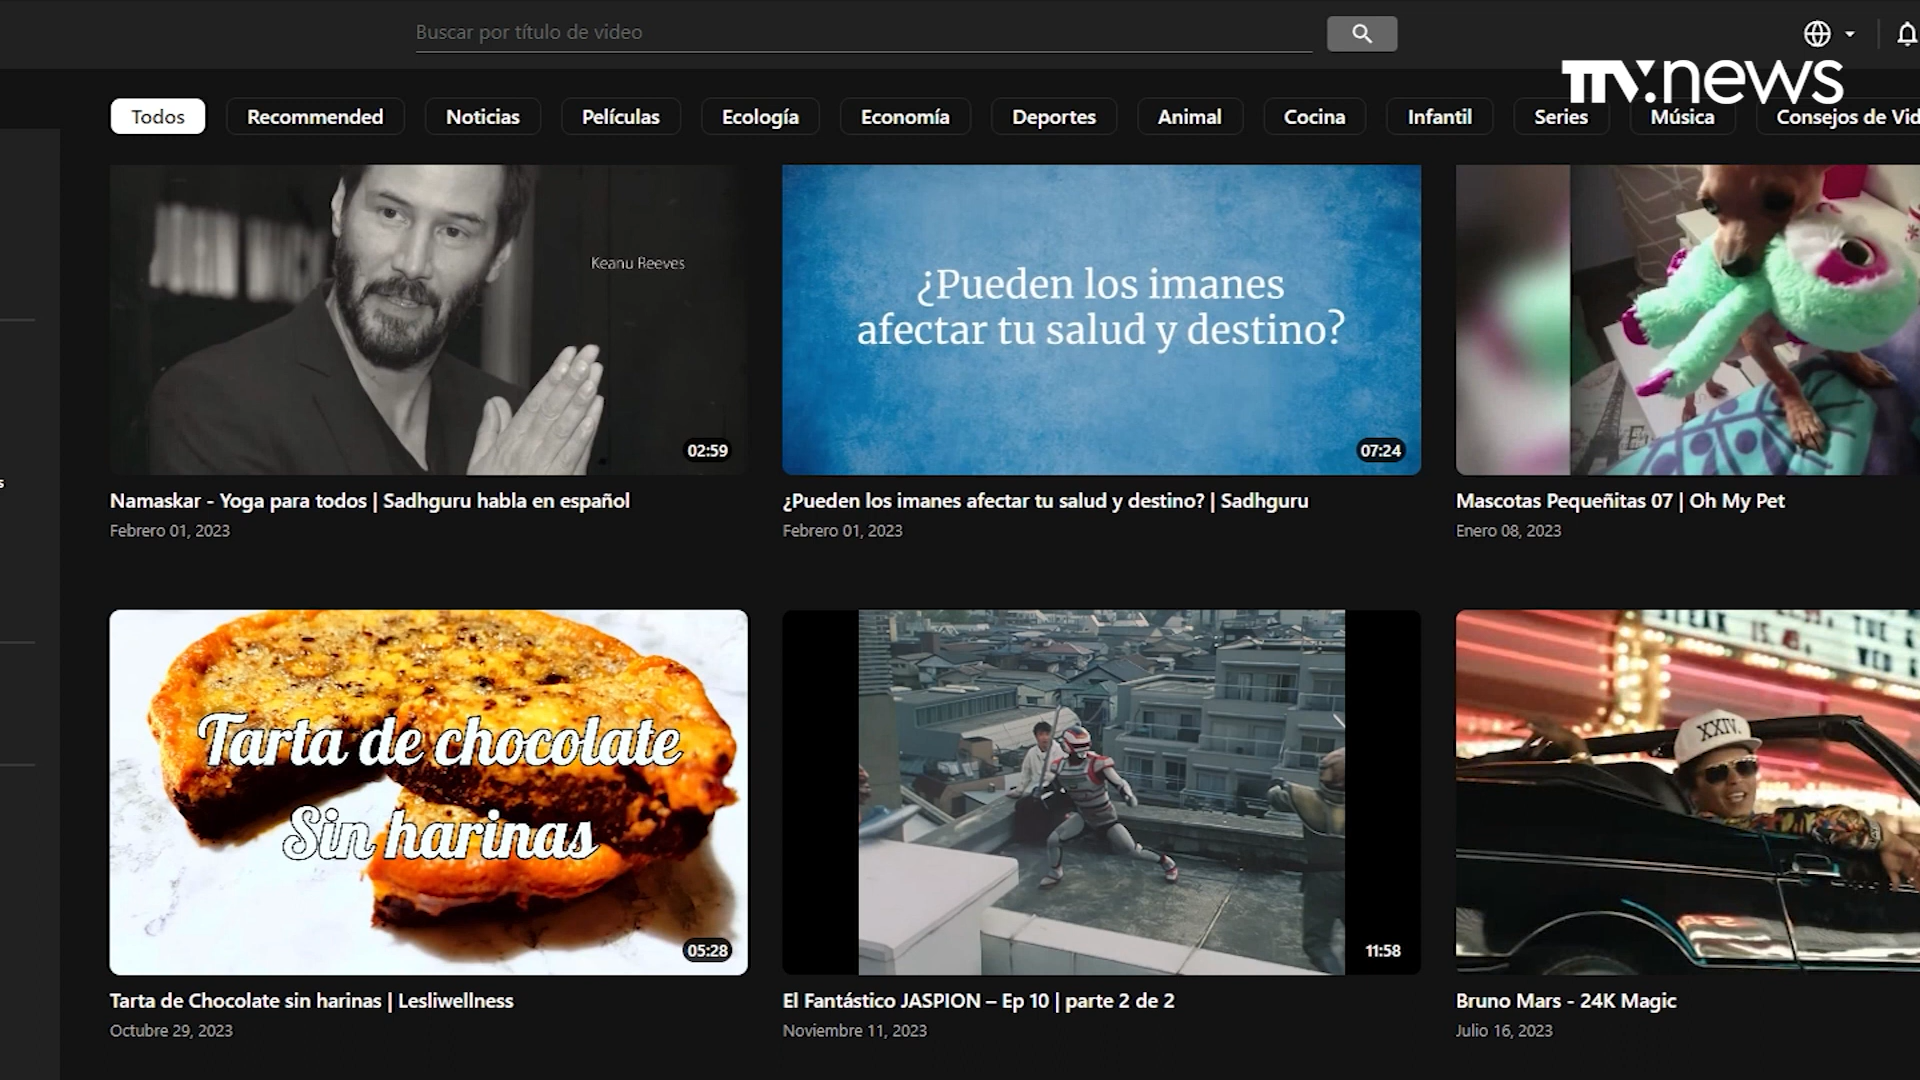 Buscar por título de video
TTV.news
Todos
Recommended
Noticias
Películas
Ecología
Economía
Deportes
Animal
Cocina
Infantil
Series
Música
Consejos de Vid
Keanu Reeves
02:59
¿Pueden los imanes
afectar tu salud y destino?
07:24
Namaskar - Yoga para todos | Sadhguru habla en español
Febrero 01, 2023
¿Pueden los imanes afectar tu salud y destino? | Sadhguru
Febrero 01, 2023
Mascotas Pequeñitas 07 | Oh My Pet
Enero 08, 2023
Tarta de chocolate
Sin harinas
05:28
11:58
XXIV
Tarta de Chocolate sin harinas | Lesliwellness
Octubre 29, 2023
El Fantástico JASPION – Ep 10 | parte 2 de 2
Noviembre 11, 2023
Bruno Mars - 24K Magic
Julio 16, 2023